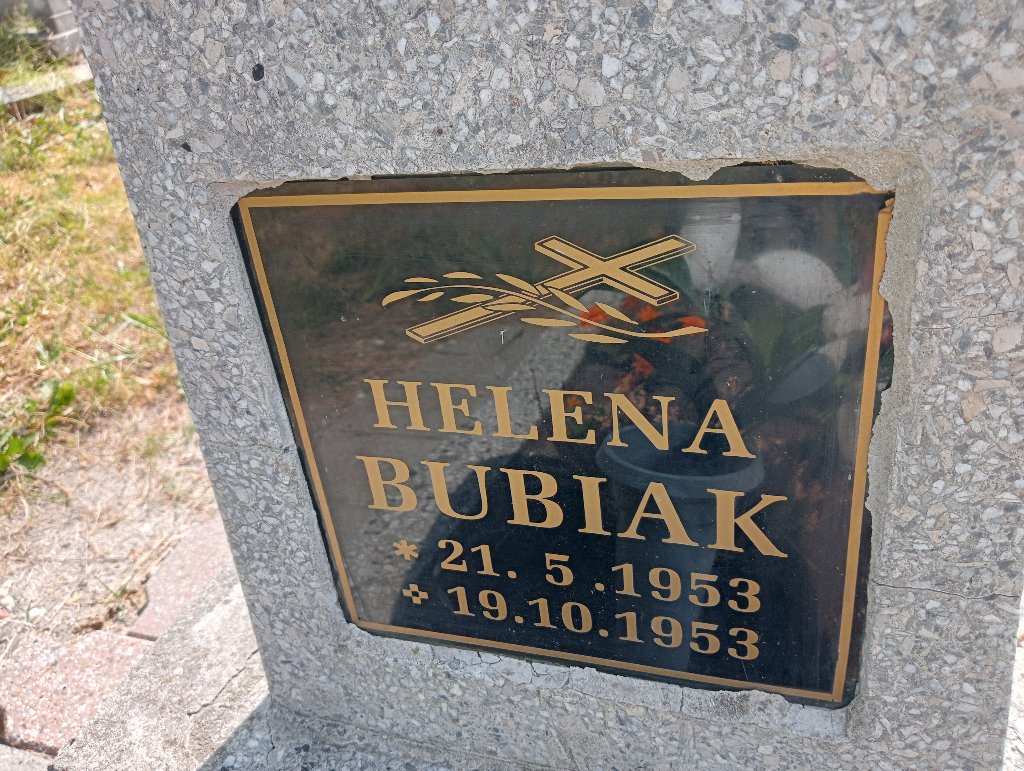 HELENA
BUBIAK
* 21. 5.1953
✚ 19.10.1953